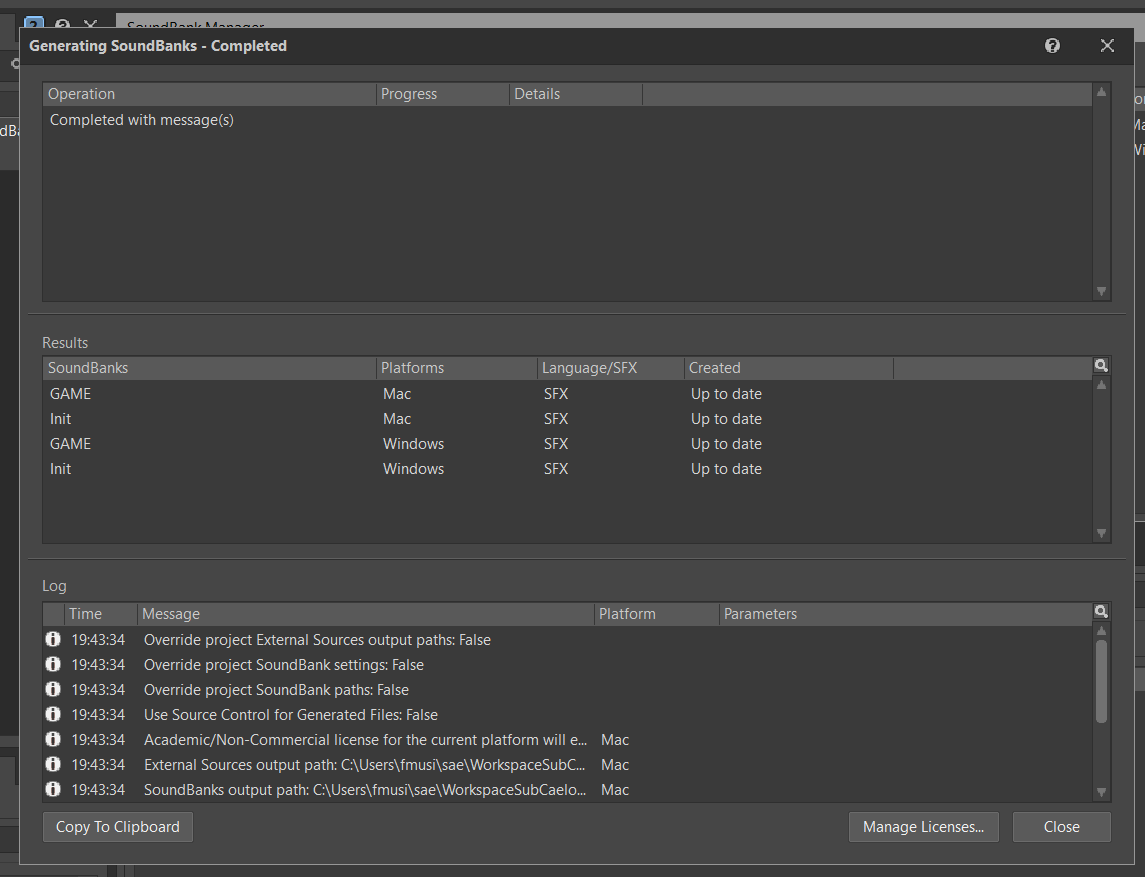 SoundBank Manager
Generating SoundBanks - Completed
Operation Progress Details
Completed with message(s)
Results
SoundBanks Platforms Language/SFX Created
GAME Mac SFX Up to date
Init Mac SFX Up to date
GAME Windows SFX Up to date
Init Windows SFX Up to date
Log
Time Message Platform Parameters
19:43:34 Override project External Sources output paths: False
19:43:34 Override project SoundBank settings: False
19:43:34 Override project SoundBank paths: False
19:43:34 Use Source Control for Generated Files: False
19:43:34 Academic/Non-Commercial license for the current platform will e... Mac
19:43:34 External Sources output path: C:\Users\fmusi\sae\WorkspaceSubC... Mac
19:43:34 SoundBanks output path: C:\Users\fmusi\sae\WorkspaceSubCaelo... Mac
Copy To Clipboard Manage Licenses... Close